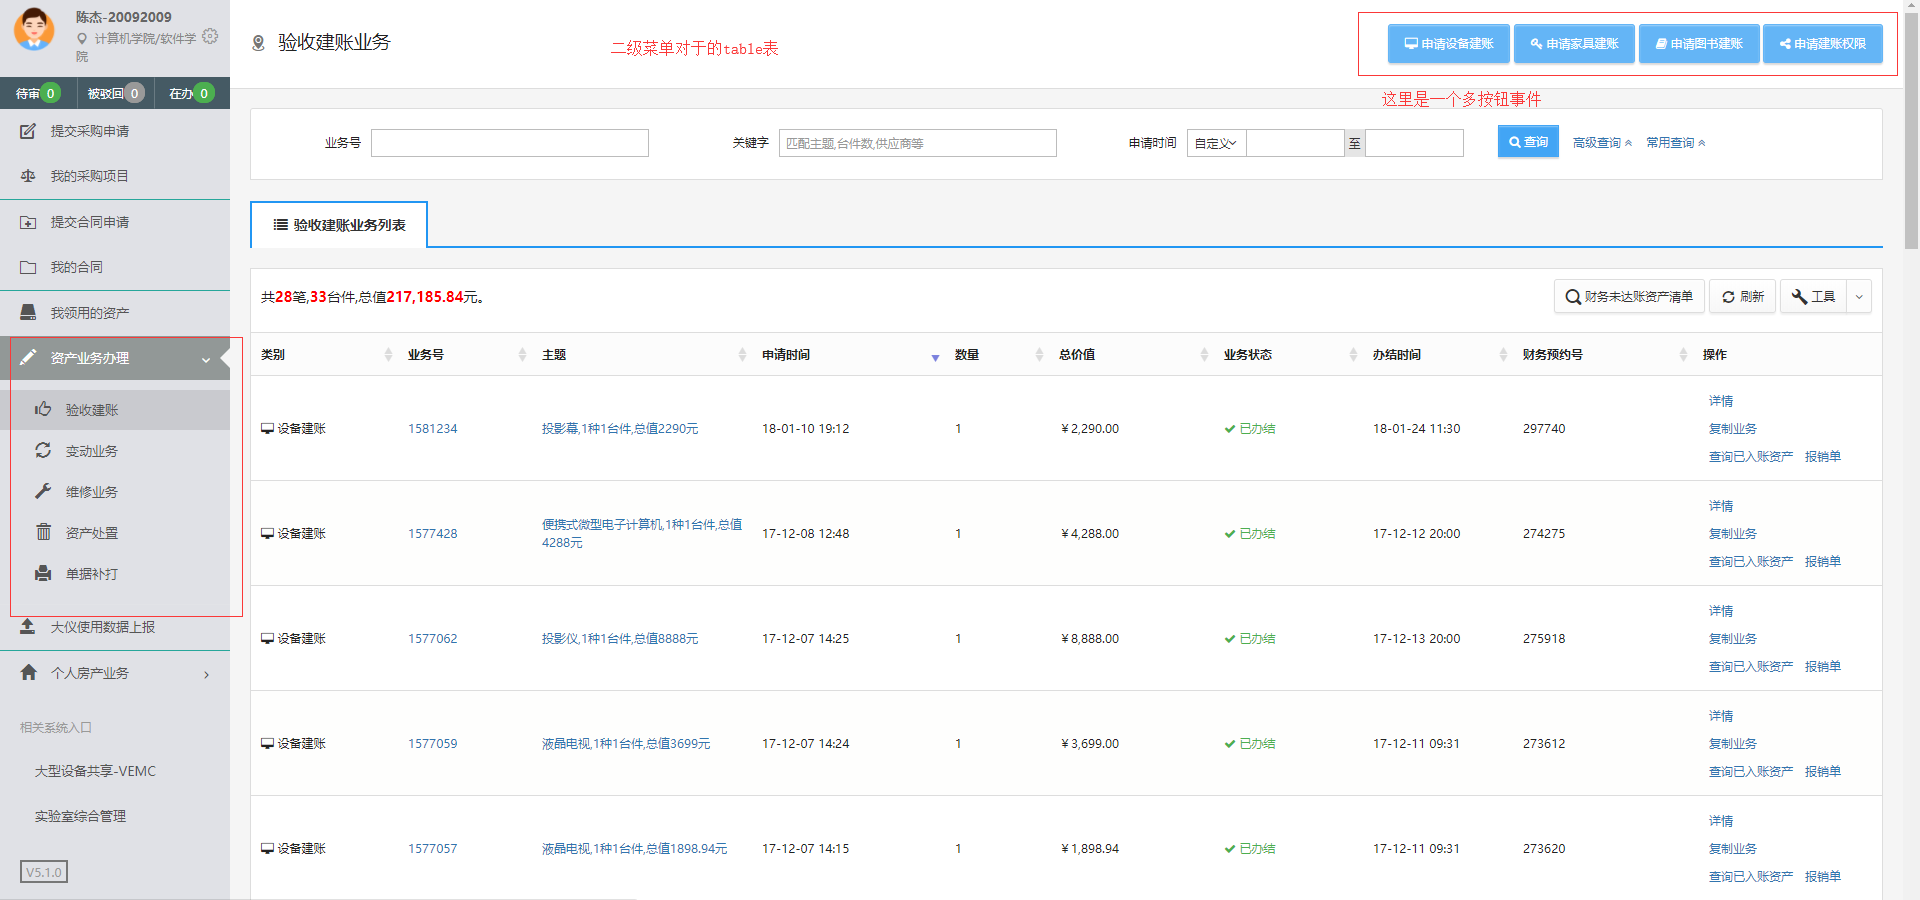 陈杰-20092009
计算机学院/软件学
院
待审 0 被驳回 0 在办 0
提交采购申请
我的采购项目
提交合同申请
我的合同
我领用的资产
资产业务办理
验收建账
变动业务
维修业务
资产处置
单据补打
大仪使用数据上报
个人房产业务
相关系统入口
大型设备共享-VEMC
实验室综合管理
V5.1.0
验收建账业务
二级菜单对于的table表
申请设备建账 申请家具建账 申请图书建账 申请建账权限
这里是一个多按钮事件
业务号 关键字 匹配主题,台件数,供应商等 申请时间 自定义 至 查询 高级查询 常用查询
验收建账业务列表
共28笔,33台件,总值217,185.84元。
财务未达账资产清单 刷新 工具
类别 业务号 主题 申请时间 数量 总价值 业务状态 办结时间 财务预约号 操作
详情
设备建账 1581234 投影幕,1种1台件,总值2290元 18-01-10 19:12 1 ￥2,290.00 已办结 18-01-24 11:30 297740 复制业务
查询已入账资产 报销单
详情
设备建账 1577428 便携式微型电子计算机,1种1台件,总值 17-12-08 12:48 1 ￥4,288.00 已办结 17-12-12 20:00 274275 复制业务
4288元
查询已入账资产 报销单
详情
设备建账 1577062 投影仪,1种1台件,总值8888元 17-12-07 14:25 1 ￥8,888.00 已办结 17-12-13 20:00 275918 复制业务
查询已入账资产 报销单
详情
设备建账 1577059 液晶电视,1种1台件,总值3699元 17-12-07 14:24 1 ￥3,699.00 已办结 17-12-11 09:31 273612 复制业务
查询已入账资产 报销单
详情
设备建账 1577057 液晶电视,1种1台件,总值1898.94元 17-12-07 14:15 1 ￥1,898.94 已办结 17-12-11 09:31 273620 复制业务
查询已入账资产 报销单